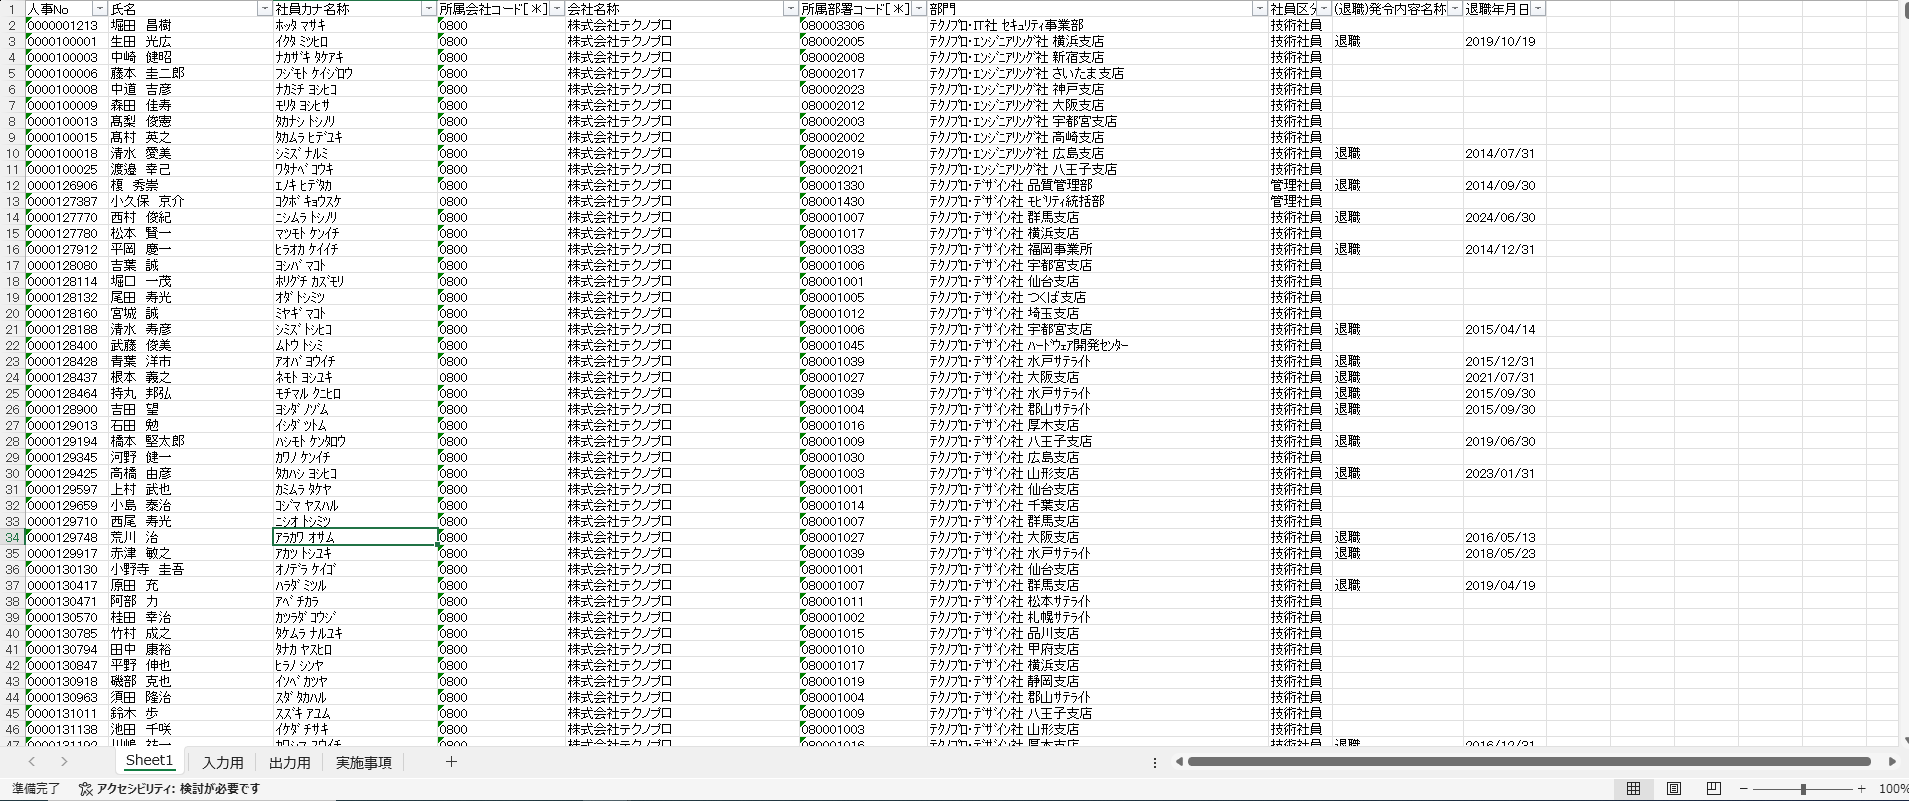 1 人事No 氏名 社員カナ名称 所属会社コード[*] 会社名称 所属部署コード[*] 部門 社員区分 (退職)発令内容名称 退職年月日
2 0000001213 堀田 昌樹 ﾎｯﾀ ﾏｻｷ 0800 株式会社テクノプロ 080003306 ﾃｸﾉﾌﾟﾛ･IT社 ｾｷｭﾘﾃｨ事業部 技術社員
3 0000100001 生田 光広 ｲｸﾀ ﾐﾂﾋﾛ 0800 株式会社テクノプロ 080002005 ﾃｸﾉﾌﾟﾛ･ｴﾝｼﾞﾆｱﾘﾝｸﾞ社 横浜支店 技術社員 退職 2019/10/19
4 0000100003 中崎 健昭 ﾅｶｻﾞｷ ﾀｹｱｷ 0800 株式会社テクノプロ 080002008 ﾃｸﾉﾌﾟﾛ･ｴﾝｼﾞﾆｱﾘﾝｸﾞ社 新宿支店 技術社員
5 0000100006 藤本 圭二郎 ﾌｼﾞﾓﾄ ｹｲｼﾞﾛｳ 0800 株式会社テクノプロ 080002017 ﾃｸﾉﾌﾟﾛ･ｴﾝｼﾞﾆｱﾘﾝｸﾞ社 さいたま支店 技術社員
6 0000100008 中道 吉彦 ﾅｶﾐﾁ ﾖｼﾋｺ 0800 株式会社テクノプロ 080002023 ﾃｸﾉﾌﾟﾛ･ｴﾝｼﾞﾆｱﾘﾝｸﾞ社 神戸支店 技術社員
7 0000100009 森田 佳寿 ﾓﾘﾀ ﾖｼﾋｻ 0800 株式会社テクノプロ 080002012 ﾃｸﾉﾌﾟﾛ･ｴﾝｼﾞﾆｱﾘﾝｸﾞ社 大阪支店 技術社員
8 0000100013 髙梨 俊憲 ﾀｶﾅｼ ﾄｼﾉﾘ 0800 株式会社テクノプロ 080002003 ﾃｸﾉﾌﾟﾛ･ｴﾝｼﾞﾆｱﾘﾝｸﾞ社 宇都宮支店 技術社員
9 0000100015 髙村 英之 ﾀｶﾑﾗ ﾋﾃﾞﾕｷ 0800 株式会社テクノプロ 080002002 ﾃｸﾉﾌﾟﾛ･ｴﾝｼﾞﾆｱﾘﾝｸﾞ社 高崎支店 技術社員
10 0000100018 清水 愛美 ｼﾐｽﾞ ﾅﾙﾐ 0800 株式会社テクノプロ 080002019 ﾃｸﾉﾌﾟﾛ･ｴﾝｼﾞﾆｱﾘﾝｸﾞ社 広島支店 技術社員 退職 2014/07/31
11 0000100025 渡邉 幸己 ﾜﾀﾅﾍﾞ ｺｳｷ 0800 株式会社テクノプロ 080002021 ﾃｸﾉﾌﾟﾛ･ｴﾝｼﾞﾆｱﾘﾝｸﾞ社 八王子支店 技術社員
12 0000126906 榎 秀崇 ｴﾉｷ ﾋﾃﾞﾀｶ 0800 株式会社テクノプロ 080001330 ﾃｸﾉﾌﾟﾛ･ﾃﾞｻﾞｲﾝ社 品質管理部 管理社員 退職 2014/09/30
13 0000127387 小久保 京介 ｺｸﾎﾞ ｷｮｳｽｹ 0800 株式会社テクノプロ 080001430 ﾃｸﾉﾌﾟﾛ･ﾃﾞｻﾞｲﾝ社 ﾓﾋﾞﾘﾃｨ統括部 管理社員
14 0000127770 西村 俊紀 ﾆｼﾑﾗ ﾄｼﾉﾘ 0800 株式会社テクノプロ 080001007 ﾃｸﾉﾌﾟﾛ･ﾃﾞｻﾞｲﾝ社 群馬支店 技術社員 退職 2024/06/30
15 0000127780 松本 賢一 ﾏﾂﾓﾄ ｹﾝｲﾁ 0800 株式会社テクノプロ 080001017 ﾃｸﾉﾌﾟﾛ･ﾃﾞｻﾞｲﾝ社 横浜支店 技術社員
16 0000127912 平岡 慶一 ﾋﾗｵｶ ｹｲｲﾁ 0800 株式会社テクノプロ 080001033 ﾃｸﾉﾌﾟﾛ･ﾃﾞｻﾞｲﾝ社 福岡事業所 技術社員 退職 2014/12/31
17 0000128080 吉葉 誠 ﾖｼﾊﾞ ﾏｺﾄ 0800 株式会社テクノプロ 080001006 ﾃｸﾉﾌﾟﾛ･ﾃﾞｻﾞｲﾝ社 宇都宮支店 技術社員
18 0000128114 堀口 一茂 ﾎﾘｸﾞﾁ ｶｽﾞﾓﾘ 0800 株式会社テクノプロ 080001001 ﾃｸﾉﾌﾟﾛ･ﾃﾞｻﾞｲﾝ社 仙台支店 技術社員
19 0000128132 尾田 寿光 ｵﾀﾞ ﾄｼﾐﾂ 0800 株式会社テクノプロ 080001005 ﾃｸﾉﾌﾟﾛ･ﾃﾞｻﾞｲﾝ社 つくば支店 技術社員
20 0000128160 宮城 誠 ﾐﾔｷﾞ ﾏｺﾄ 0800 株式会社テクノプロ 080001012 ﾃｸﾉﾌﾟﾛ･ﾃﾞｻﾞｲﾝ社 埼玉支店 技術社員
21 0000128188 清水 寿彦 ｼﾐｽﾞ ﾄｼﾋｺ 0800 株式会社テクノプロ 080001006 ﾃｸﾉﾌﾟﾛ･ﾃﾞｻﾞｲﾝ社 宇都宮支店 技術社員 退職 2015/04/14
22 0000128400 武藤 俊美 ﾑﾄｳ ﾄｼﾐ 0800 株式会社テクノプロ 080001045 ﾃｸﾉﾌﾟﾛ･ﾃﾞｻﾞｲﾝ社 ﾊｰﾄﾞｳｪｱ開発ｾﾝﾀｰ 技術社員
23 0000128428 青葉 洋市 ｱｵﾊﾞ ﾖｳｲﾁ 0800 株式会社テクノプロ 080001039 ﾃｸﾉﾌﾟﾛ･ﾃﾞｻﾞｲﾝ社 水戸ｻﾃﾗｲﾄ 技術社員 退職 2015/12/31
24 0000128437 根本 義之 ﾈﾓﾄ ﾖｼﾕｷ 0800 株式会社テクノプロ 080001027 ﾃｸﾉﾌﾟﾛ･ﾃﾞｻﾞｲﾝ社 大阪支店 技術社員 退職 2021/07/31
25 0000128464 持丸 邦弘 ﾓﾁﾏﾙ ｸﾆﾋﾛ 0800 株式会社テクノプロ 080001039 ﾃｸﾉﾌﾟﾛ･ﾃﾞｻﾞｲﾝ社 水戸ｻﾃﾗｲﾄ 技術社員 退職 2015/09/30
26 0000128900 吉田 望 ﾖｼﾀﾞ ﾉｿﾞﾑ 0800 株式会社テクノプロ 080001004 ﾃｸﾉﾌﾟﾛ･ﾃﾞｻﾞｲﾝ社 郡山ｻﾃﾗｲﾄ 技術社員 退職 2015/09/30
27 0000129013 石田 勉 ｲｼﾀﾞ ﾂﾄﾑ 0800 株式会社テクノプロ 080001016 ﾃｸﾉﾌﾟﾛ･ﾃﾞｻﾞｲﾝ社 厚木支店 技術社員
28 0000129194 橋本 堅太郎 ﾊｼﾓﾄ ｹﾝﾀﾛｳ 0800 株式会社テクノプロ 080001009 ﾃｸﾉﾌﾟﾛ･ﾃﾞｻﾞｲﾝ社 八王子支店 技術社員 退職 2019/06/30
29 0000129345 河野 健一 ｶﾜﾉ ｹﾝｲﾁ 0800 株式会社テクノプロ 080001030 ﾃｸﾉﾌﾟﾛ･ﾃﾞｻﾞｲﾝ社 広島支店 技術社員
30 0000129425 高橋 由彦 ﾀｶﾊｼ ﾖｼﾋｺ 0800 株式会社テクノプロ 080001003 ﾃｸﾉﾌﾟﾛ･ﾃﾞｻﾞｲﾝ社 山形支店 技術社員 退職 2023/01/31
31 0000129597 上村 武也 ｶﾐﾑﾗ ﾀｹﾔ 0800 株式会社テクノプロ 080001001 ﾃｸﾉﾌﾟﾛ･ﾃﾞｻﾞｲﾝ社 仙台支店 技術社員
32 0000129659 小島 泰治 ｺｼﾞﾏ ﾔｽﾊﾙ 0800 株式会社テクノプロ 080001014 ﾃｸﾉﾌﾟﾛ･ﾃﾞｻﾞｲﾝ社 千葉支店 技術社員
33 0000129710 西尾 寿光 ﾆｼｵ ﾄｼﾐﾂ 0800 株式会社テクノプロ 080001007 ﾃｸﾉﾌﾟﾛ･ﾃﾞｻﾞｲﾝ社 群馬支店 技術社員
34 0000129748 荒川 治 ｱﾗｶﾜ ｵｻﾑ 0800 株式会社テクノプロ 080001027 ﾃｸﾉﾌﾟﾛ･ﾃﾞｻﾞｲﾝ社 大阪支店 技術社員 退職 2016/05/13
35 0000129917 赤津 敏之 ｱｶﾂ ﾄｼﾕｷ 0800 株式会社テクノプロ 080001039 ﾃｸﾉﾌﾟﾛ･ﾃﾞｻﾞｲﾝ社 水戸ｻﾃﾗｲﾄ 技術社員 退職 2018/05/23
36 0000130130 小野寺 圭吾 ｵﾉﾃﾞﾗ ｹｲｺﾞ 0800 株式会社テクノプロ 080001001 ﾃｸﾉﾌﾟﾛ･ﾃﾞｻﾞｲﾝ社 仙台支店 技術社員
37 0000130417 原田 充 ﾊﾗﾀﾞ ﾐﾂﾙ 0800 株式会社テクノプロ 080001007 ﾃｸﾉﾌﾟﾛ･ﾃﾞｻﾞｲﾝ社 群馬支店 技術社員 退職 2019/04/19
38 0000130471 阿部 力 ｱﾍﾞ ﾁｶﾗ 0800 株式会社テクノプロ 080001011 ﾃｸﾉﾌﾟﾛ･ﾃﾞｻﾞｲﾝ社 松本ｻﾃﾗｲﾄ 技術社員
39 0000130570 桂田 幸治 ｶﾂﾗﾀﾞ ｺｳｼﾞ 0800 株式会社テクノプロ 080001002 ﾃｸﾉﾌﾟﾛ･ﾃﾞｻﾞｲﾝ社 札幌ｻﾃﾗｲﾄ 技術社員
40 0000130785 竹村 成之 ﾀｹﾑﾗ ﾅﾙﾕｷ 0800 株式会社テクノプロ 080001015 ﾃｸﾉﾌﾟﾛ･ﾃﾞｻﾞｲﾝ社 品川支店 技術社員
41 0000130794 田中 康裕 ﾀﾅｶ ﾔｽﾋﾛ 0800 株式会社テクノプロ 080001010 ﾃｸﾉﾌﾟﾛ･ﾃﾞｻﾞｲﾝ社 甲府支店 技術社員
42 0000130847 平野 伸也 ﾋﾗﾉ ｼﾝﾔ 0800 株式会社テクノプロ 080001017 ﾃｸﾉﾌﾟﾛ･ﾃﾞｻﾞｲﾝ社 横浜支店 技術社員
43 0000130918 磯部 克也 ｲｿﾍﾞ ｶﾂﾔ 0800 株式会社テクノプロ 080001019 ﾃｸﾉﾌﾟﾛ･ﾃﾞｻﾞｲﾝ社 静岡支店 技術社員
44 0000130963 須田 隆治 ｽﾀﾞ ﾀｶﾊﾙ 0800 株式会社テクノプロ 080001004 ﾃｸﾉﾌﾟﾛ･ﾃﾞｻﾞｲﾝ社 郡山ｻﾃﾗｲﾄ 技術社員
45 0000131011 鈴木 歩 ｽｽﾞｷ ｱﾕﾑ 0800 株式会社テクノプロ 080001009 ﾃｸﾉﾌﾟﾛ･ﾃﾞｻﾞｲﾝ社 八王子支店 技術社員
46 0000131138 池田 千咲 ｲｹﾀﾞ ﾁｻｷ 0800 株式会社テクノプロ 080001003 ﾃｸﾉﾌﾟﾛ･ﾃﾞｻﾞｲﾝ社 山形支店 技術社員
47 0000131192 川嶋 祐一 ｶﾜｼﾏ ﾕｳｲﾁ 0800 株式会社テクノプロ 080001016 ﾃｸﾉﾌﾟﾛ･ﾃﾞｻﾞｲﾝ社 厚木支店 技術社員 退職 2016/12/31
Sheet1 入力用 出力用 実施事項 +
準備完了 アクセシビリティ: 検討が必要です 100%